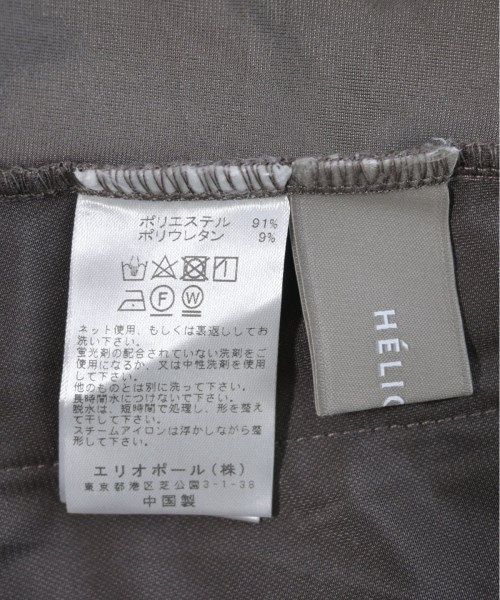 ポリエステル 91%
ポリウレタン 9%
F W
ネット使用、もしくは裏返ししてお
洗い下さい。
蛍光剤の配合されていない洗剤をご
使用になるか、又は中性洗剤を使用
して下さい。
他のものとは別に洗って下さい。
長時間水につけないで下さい。
脱水は、短時間で処理し、形を整え
て干して下さい。
スチームアイロンは浮かしながら整
形して下さい。
エリオポール(株)
東京都港区芝公園3-1-38
中国製
HÉLIO